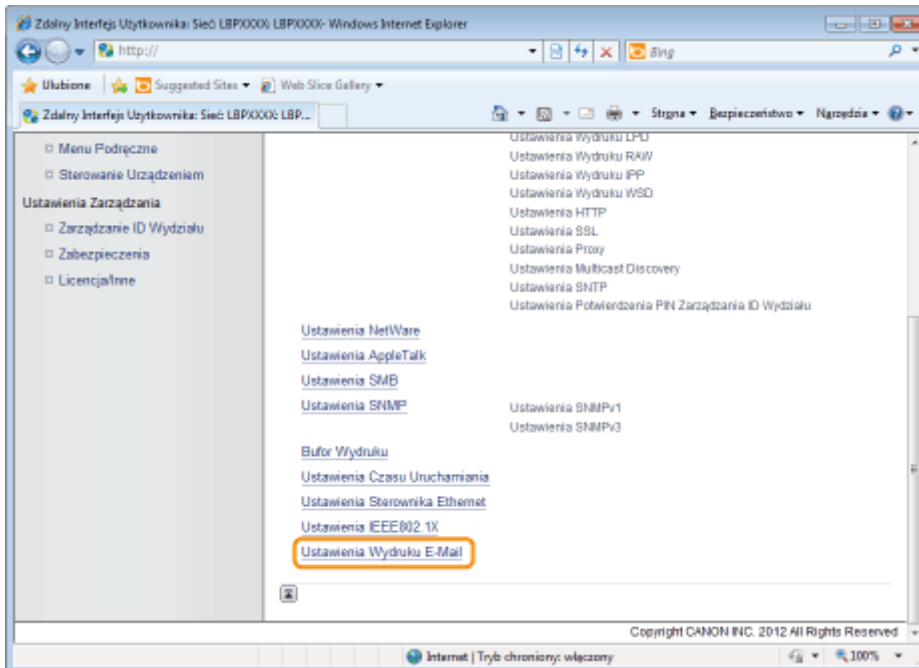 Zdalny Interfejs Użytkownika: Sieć: LBPXXXX: LBPXXXX- Windows Internet Explorer
http://
Bing
Ulubione Suggested Sites Web Slice Gallery
Zdalny Interfejs Użytkownika: Sieć: LBPXXXX: LBP... Strona Bezpieczeństwo Narzędzia
Menu Podręczne
Sterowanie Urządzeniem
Ustawienia Zarządzania
Zarządzanie ID Wydziału
Zabezpieczenia
Licencja/Inne
Ustawienia Wydruku LPD
Ustawienia Wydruku RAW
Ustawienia Wydruku IPP
Ustawienia Wydruku WSD
Ustawienia HTTP
Ustawienia SSL
Ustawienia Proxy
Ustawienia Multicast Discovery
Ustawienia SNTP
Ustawienia Potwierdzenia PIN Zarządzania ID Wydziału
Ustawienia NetWare
Ustawienia AppleTalk
Ustawienia SMB
Ustawienia SNMP Ustawienia SNMPv1
Ustawienia SNMPv3
Bufor Wydruku
Ustawienia Czasu Uruchamiania
Ustawienia Sterownika Ethernet
Ustawienia IEEE802.1X
Ustawienia Wydruku E-Mail
Copyright CANON INC. 2012 All Rights Reserved
Internet | Tryb chroniony: włączony 100%